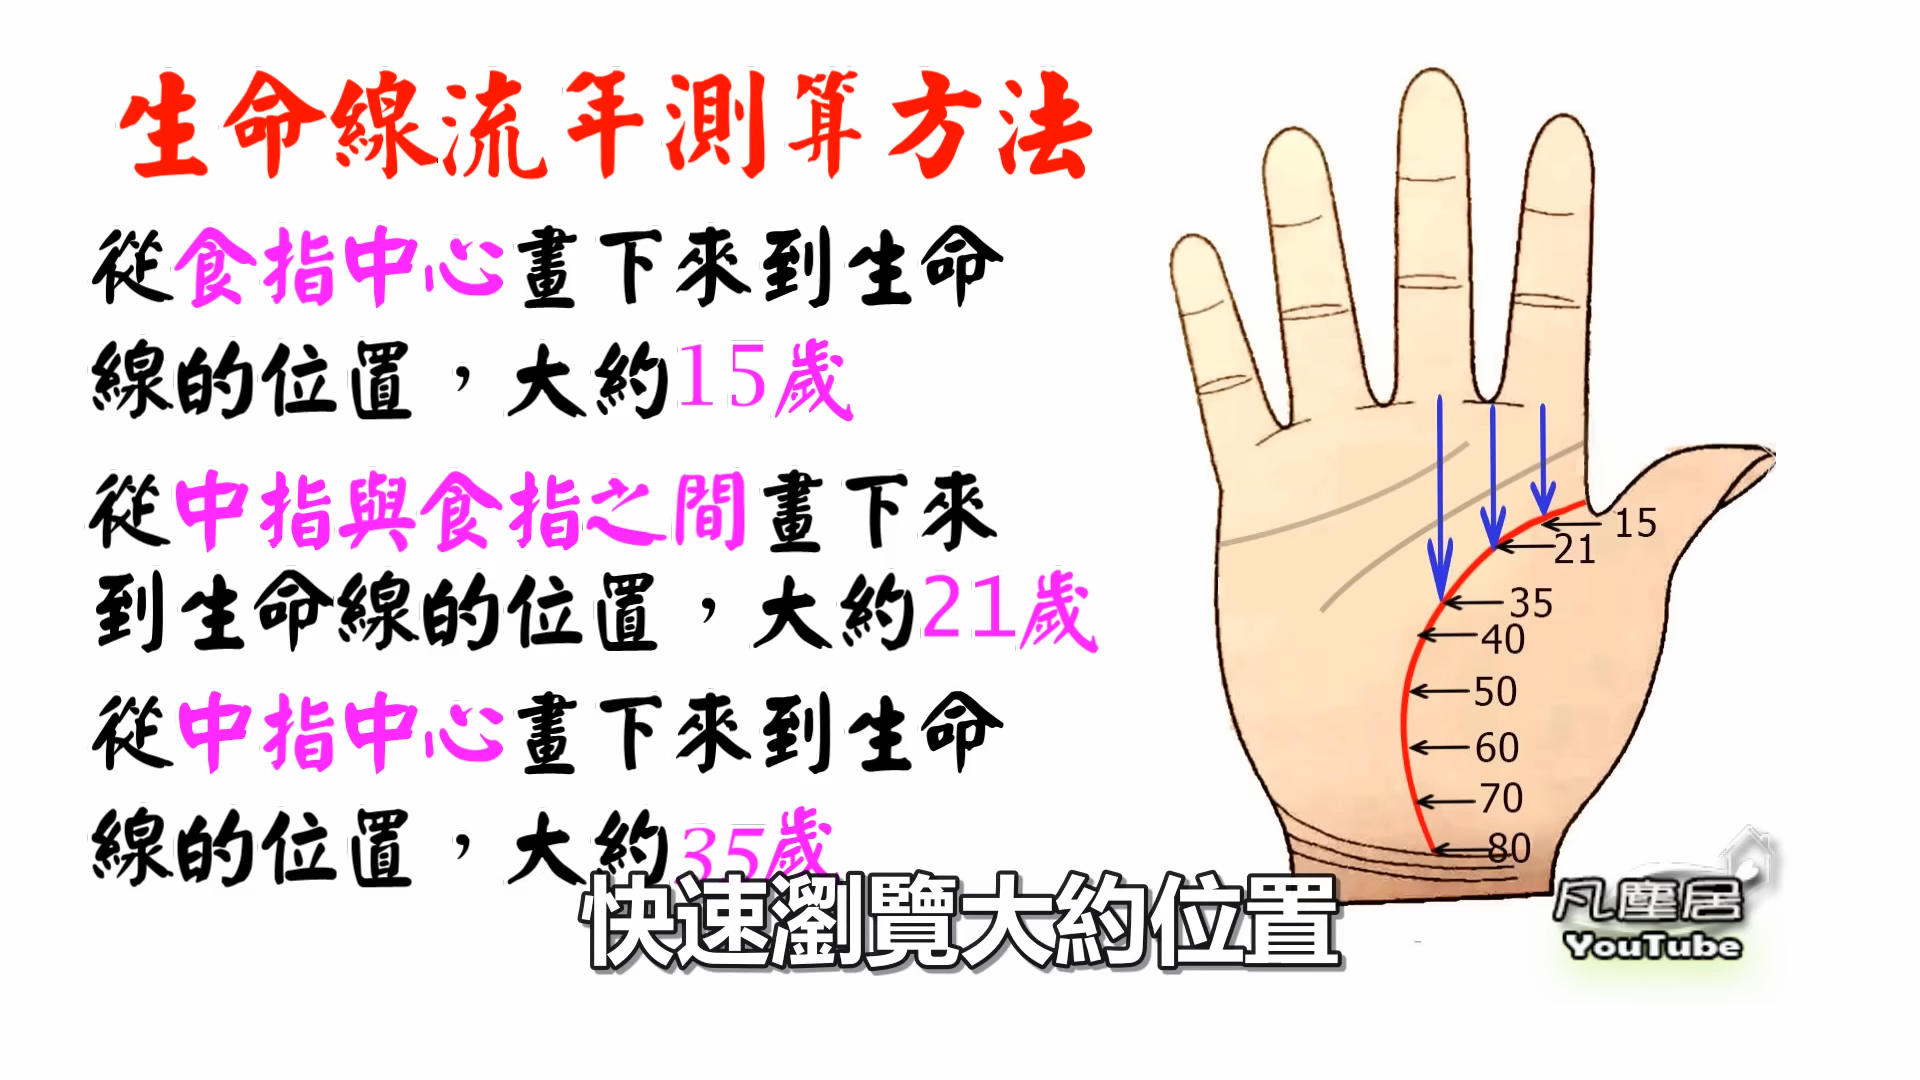 生命線流年測算方法
從食指中心畫下來到生命
線的位置，大約15歲
從中指與食指之間畫下來
到生命線的位置，大約21歲
從中指中心畫下來到生命
線的位置，大約35歲
15
21
35
40
50
60
70
80
快速瀏覽大約位置
凡塵居
YouTube